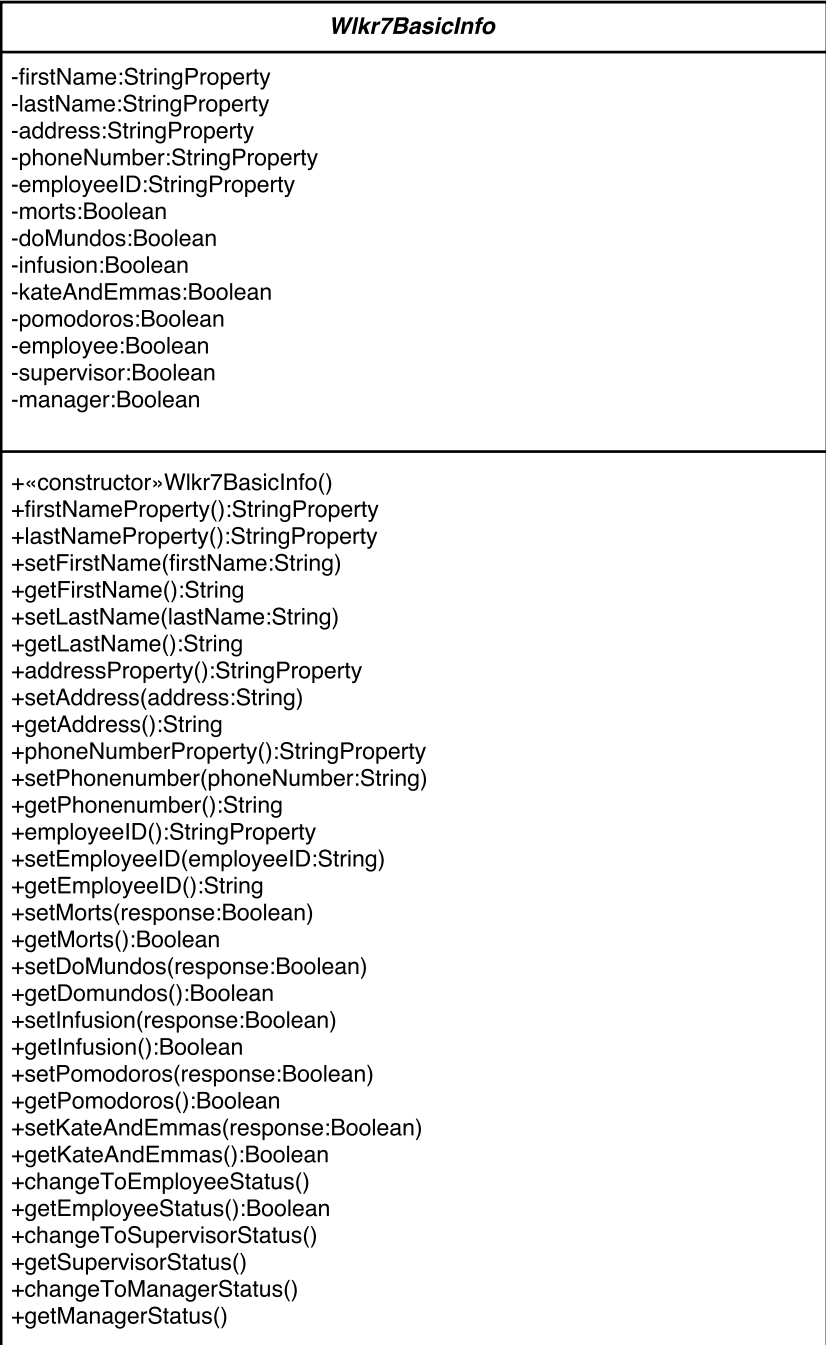 Wlkr7BasicInfo
-firstName:StringProperty
-lastName:StringProperty
-address:StringProperty
-phoneNumber:StringProperty
-employeeID:StringProperty
-morts:Boolean
-doMundos:Boolean
-infusion:Boolean
-kateAndEmmas:Boolean
-pomodoros:Boolean
-employee:Boolean
-supervisor:Boolean
-manager:Boolean
+«constructor»Wlkr7BasicInfo()
+firstNameProperty():StringProperty
+lastNameProperty():StringProperty
+setFirstName(firstName:String)
+getFirstName():String
+setLastName(lastName:String)
+getLastName():String
+addressProperty():StringProperty
+setAddress(address:String)
+getAddress():String
+phoneNumberProperty():StringProperty
+setPhonenumber(phoneNumber:String)
+getPhonenumber():String
+employeeID():StringProperty
+setEmployeeID(employeeID:String)
+getEmployeeID():String
+setMorts(response:Boolean)
+getMorts():Boolean
+setDoMundos(response:Boolean)
+getDomundos():Boolean
+setInfusion(response:Boolean)
+getInfusion():Boolean
+setPomodoros(response:Boolean)
+getPomodoros():Boolean
+setKateAndEmmas(response:Boolean)
+getKateAndEmmas():Boolean
+changeToEmployeeStatus()
+getEmployeeStatus():Boolean
+changeToSupervisorStatus()
+getSupervisorStatus()
+changeToManagerStatus()
+getManagerStatus()